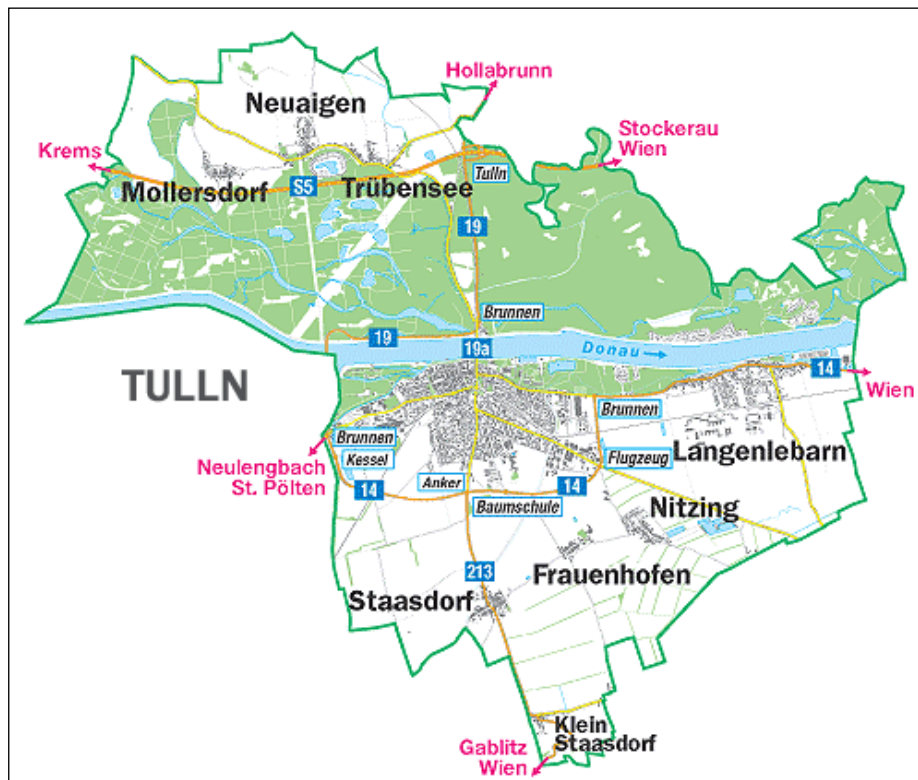 Hollabrunn
Neuaigen
Stockerau
Wien
Krems
Mollersdorf
S5
Trübensee
Tulln
19
Brunnen
19
19a
Donau
TULLN
14
Wien
Brunnen
Brunnen
Langenlebarn
Neulengbach
St. Pölten
Kessel
Flugzeug
Anker
14
14
Baumschule
Nitzing
213
Frauenhofen
Staasdorf
Klein
Staasdorf
Gablitz
Wien